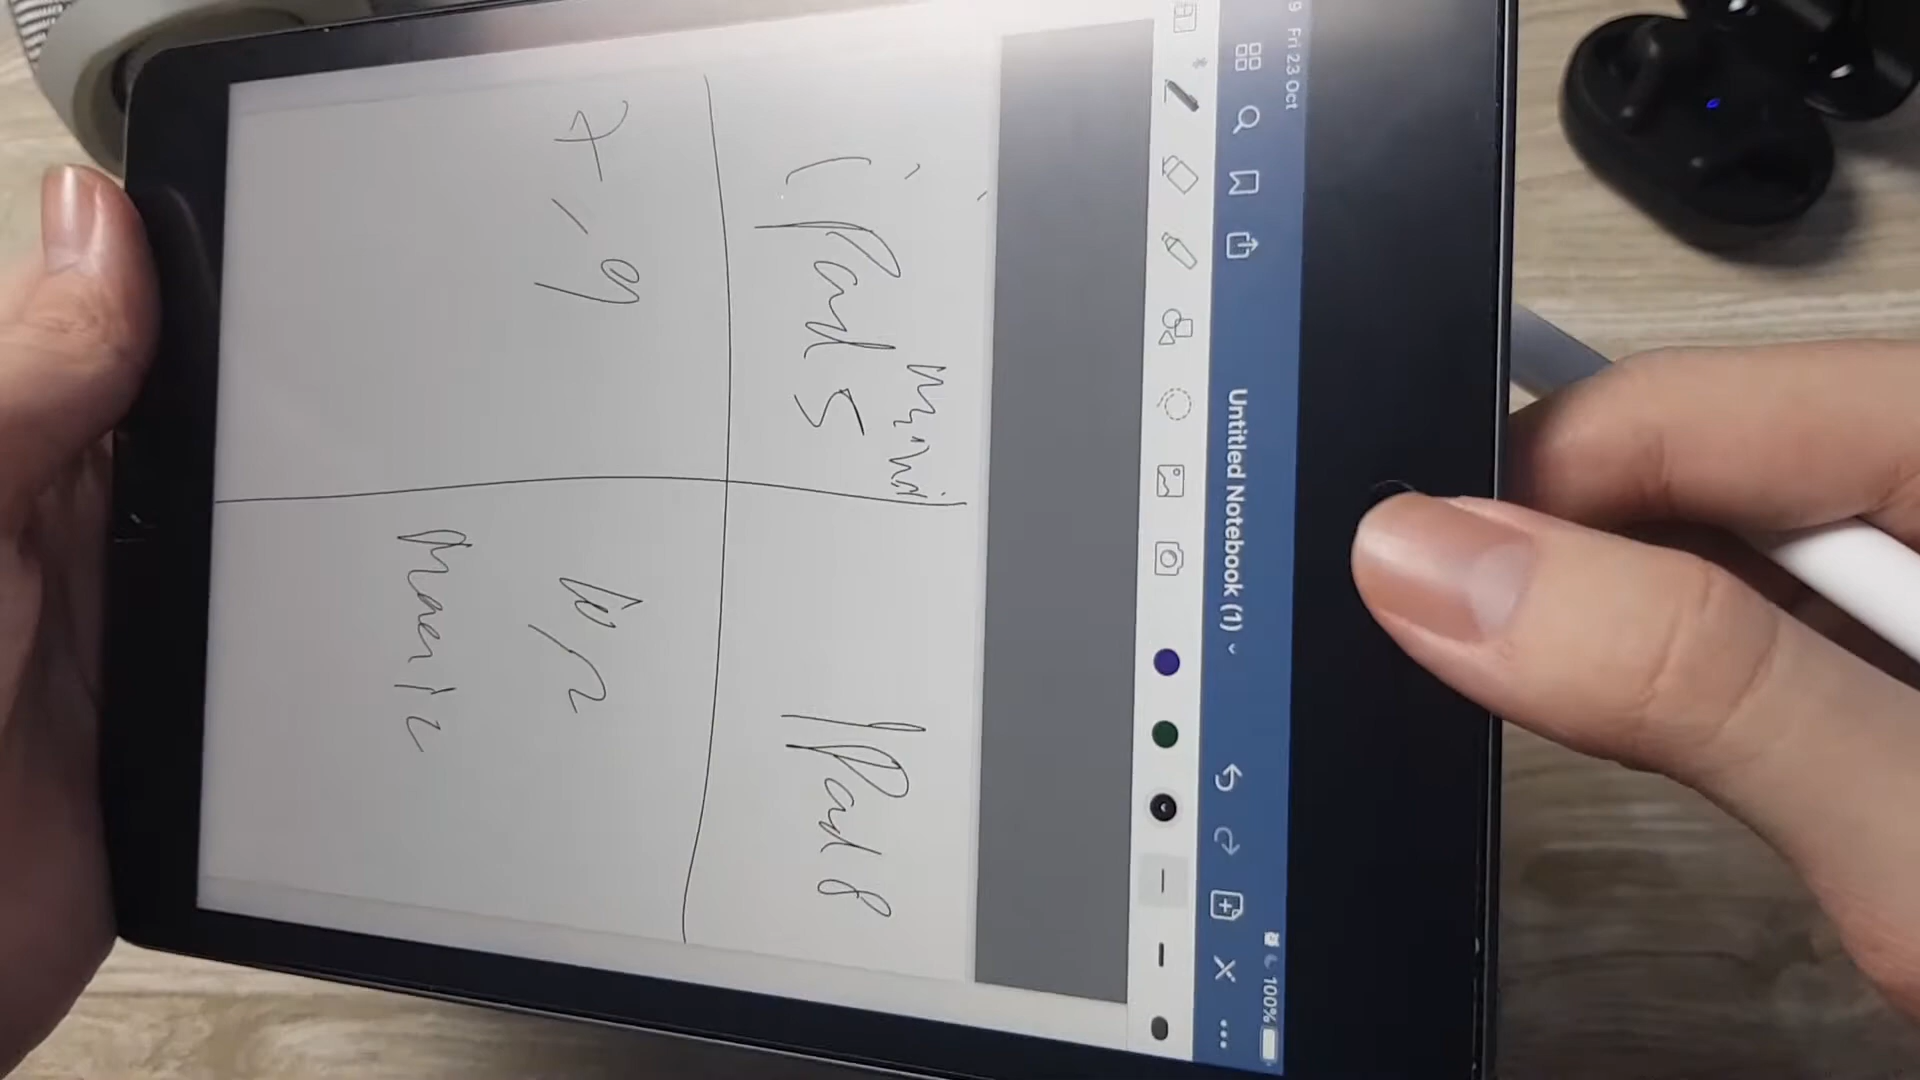 Fri 23 Oct
100%
Untitled Notebook (1)
iPad mini 5
iPad 8
7,9
10,2